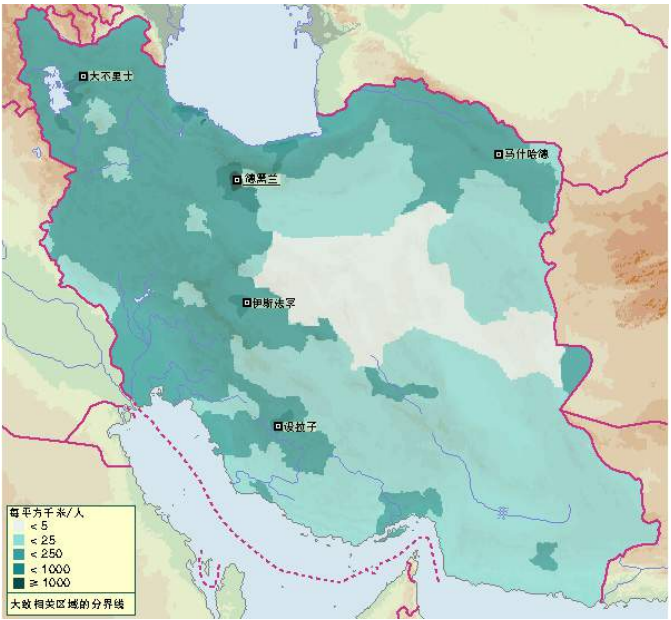 大不里士
马什哈德
德黑兰
伊斯法罕
设拉子
每平方千米/人
< 5
< 25
< 250
< 1000
≥ 1000
大致相关区域的分界线